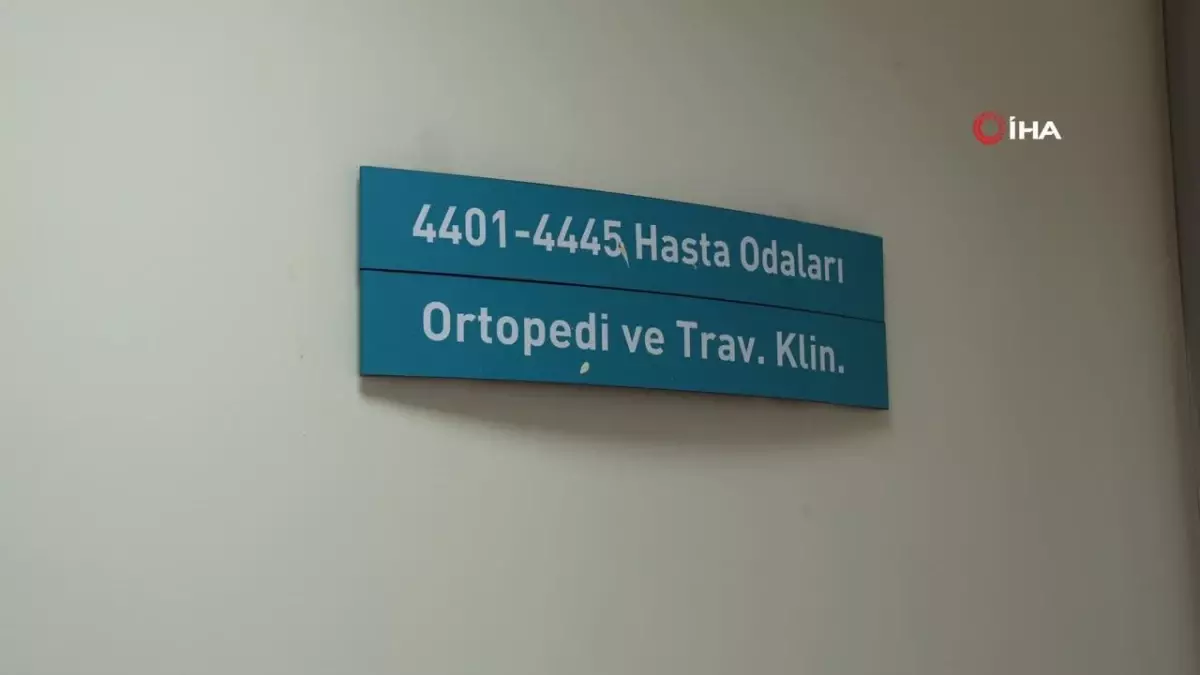 İHA
4401-4445 Hasta Odaları
Ortopedi ve Trav. Klin.